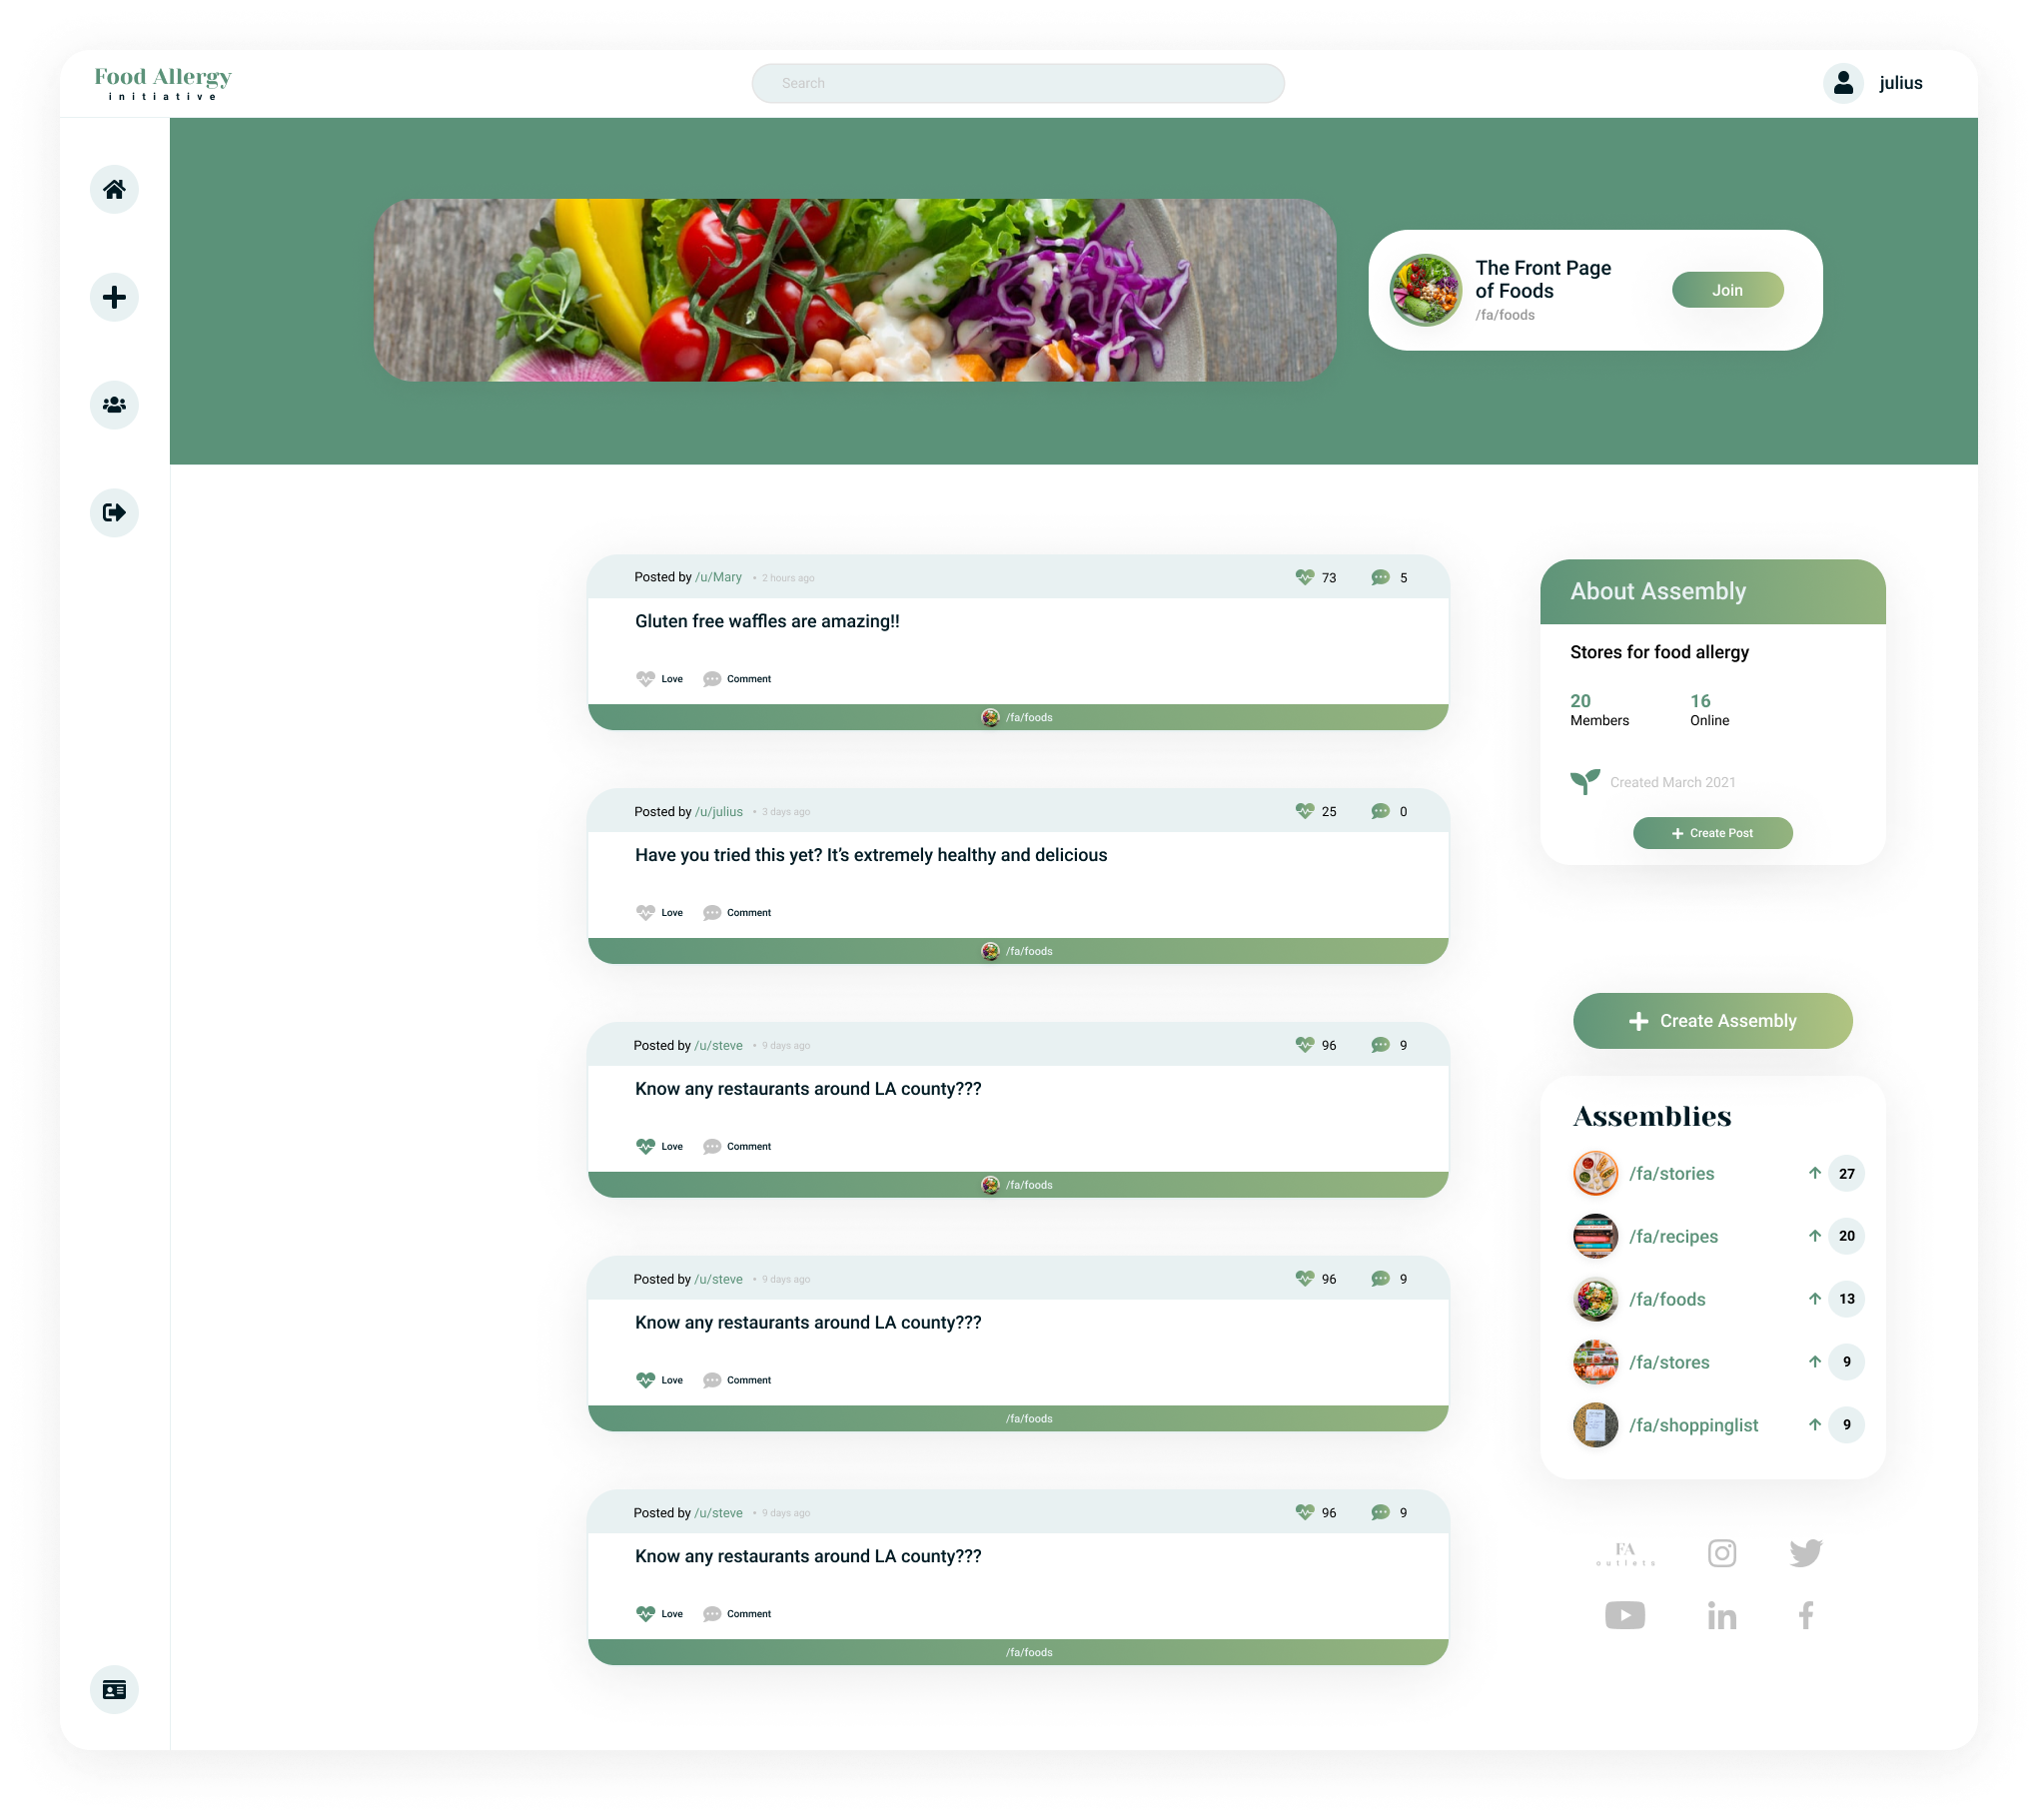 Food Allergy
initiative
Search
julius
The Front Page
of Foods
/fa/foods
Join
Posted by /u/Mary • 2 hours ago
73
5
Gluten free waffles are amazing!!
Love
Comment
/fa/foods
Posted by /u/julius • 3 days ago
25
0
Have you tried this yet? It's extremely healthy and delicious
Love
Comment
/fa/foods
Posted by /u/steve • 9 days ago
96
9
Know any restaurants around LA county???
Love
Comment
/fa/foods
Posted by /u/steve • 9 days ago
96
9
Know any restaurants around LA county???
Love
Comment
/fa/foods
Posted by /u/steve • 9 days ago
96
9
Know any restaurants around LA county???
Love
Comment
/fa/foods
About Assembly
Stores for food allergy
20
Members
16
Online
Created March 2021
Create Post
Create Assembly
Assemblies
/fa/stories
27
/fa/recipes
20
/fa/foods
13
/fa/stores
9
/fa/shoppinglist
9
FA
outlets